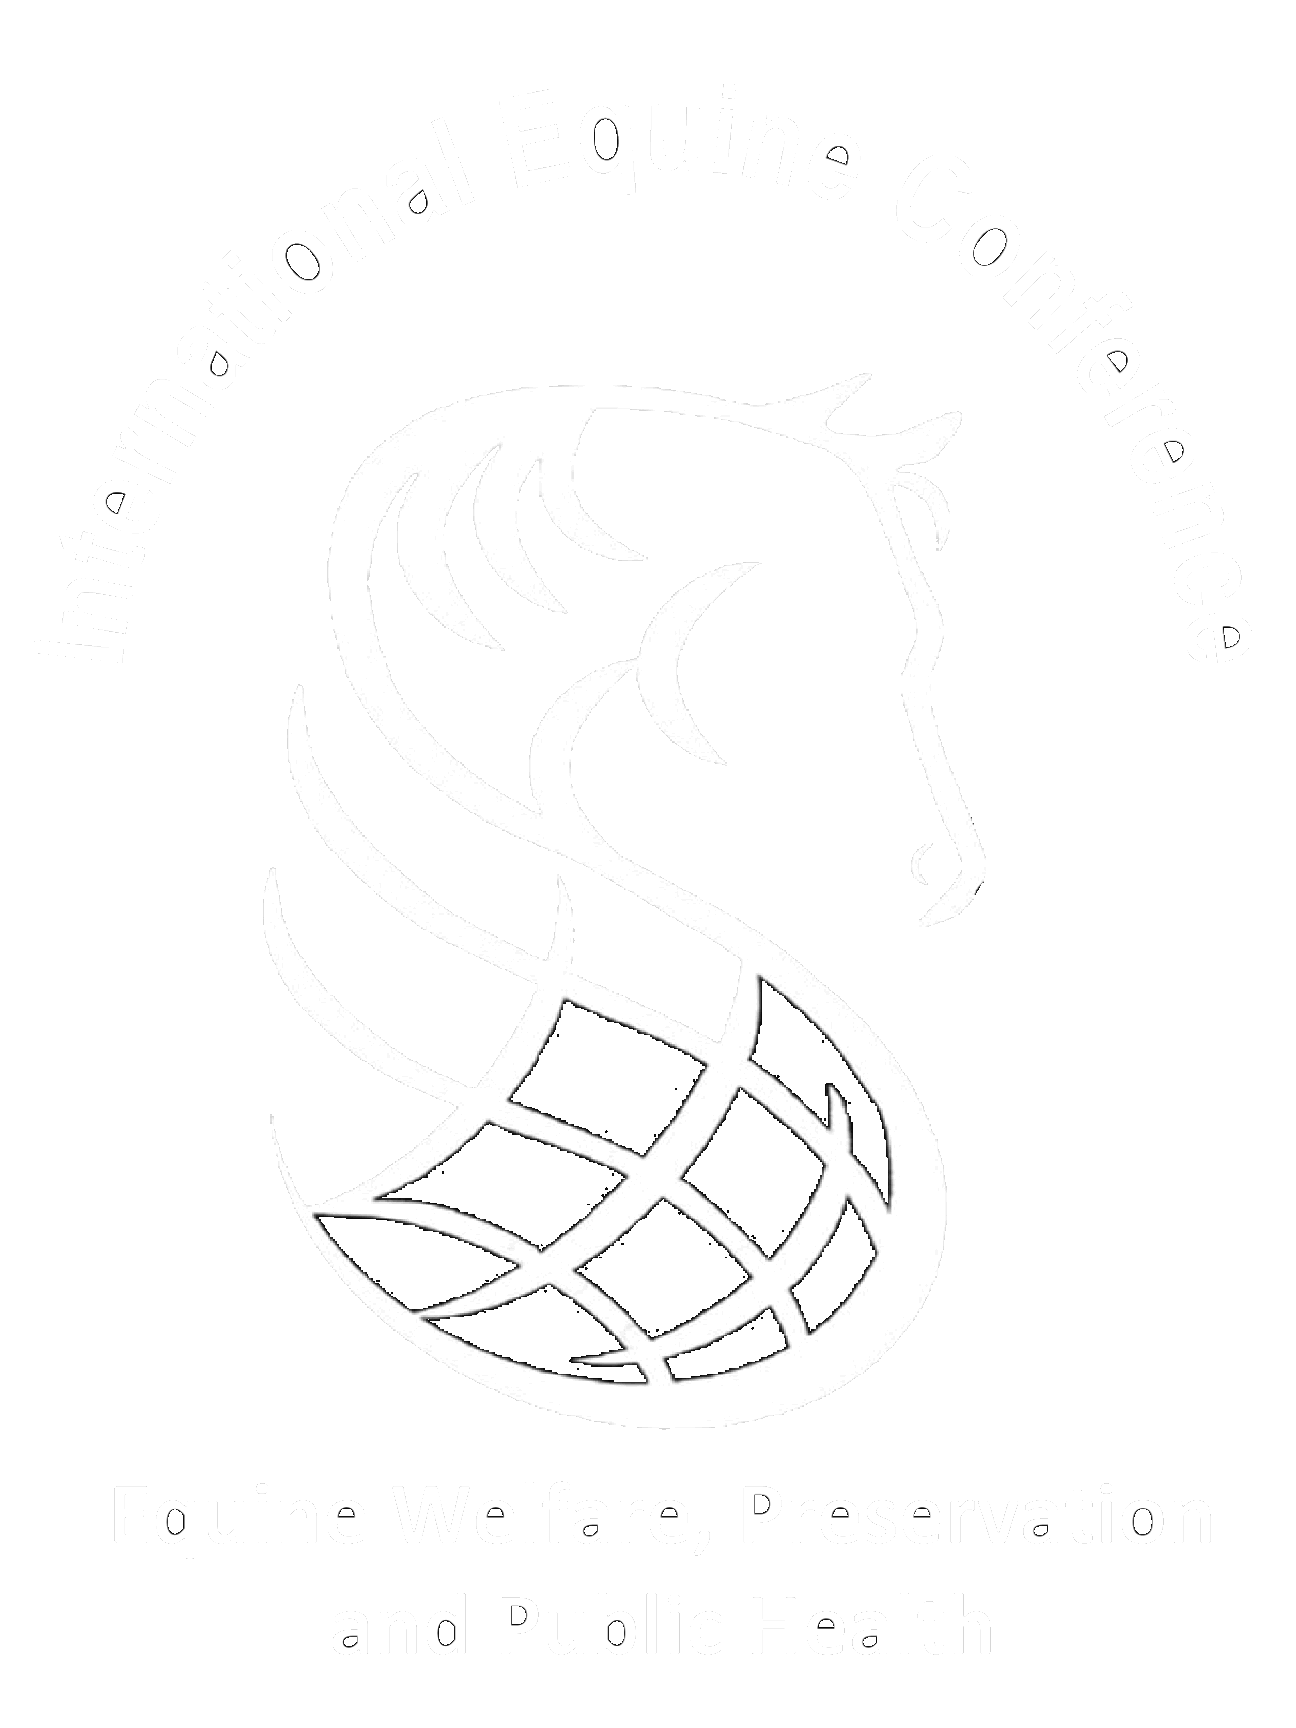 International Equine Conference
Equine Welfare, Preservation
and Public Health